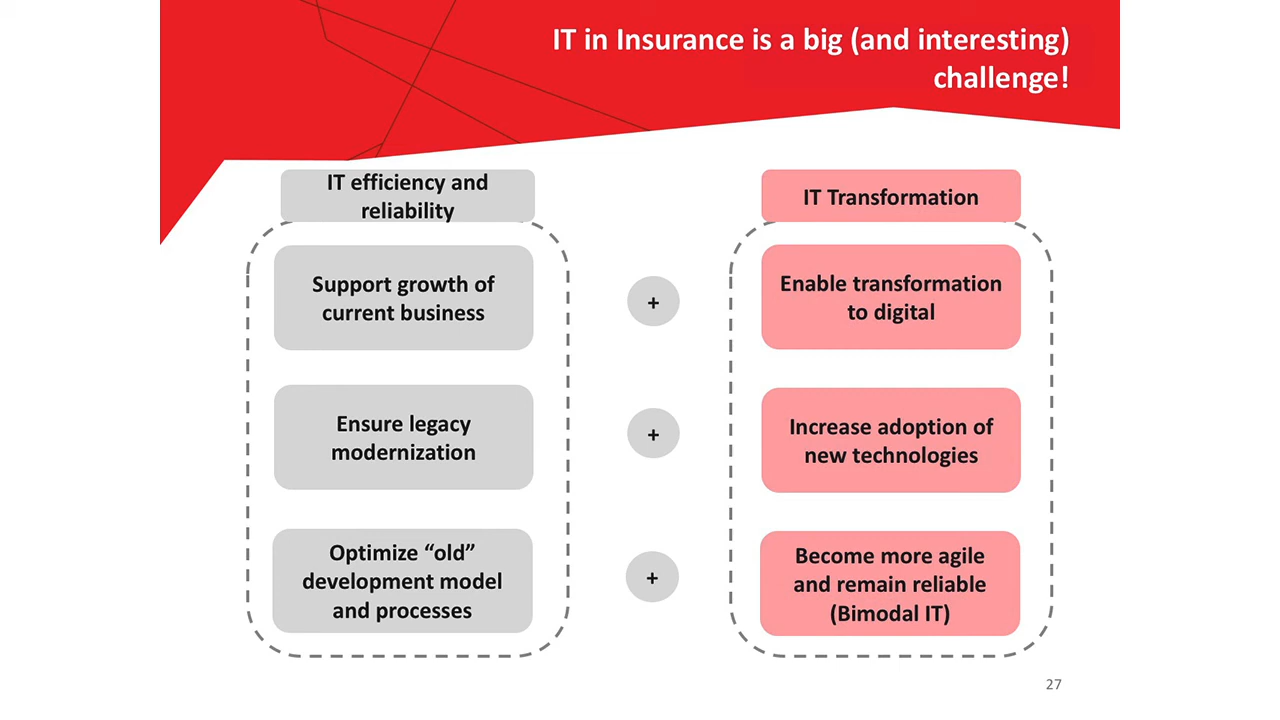 IT in Insurance is a big (and interesting)
challenge!
IT efficiency and
reliability
IT Transformation
Support growth of
current business
+
Enable transformation
to digital
Ensure legacy
modernization
+
Increase adoption of
new technologies
Optimize “old”
development model
and processes
+
Become more agile
and remain reliable
(Bimodal IT)
27